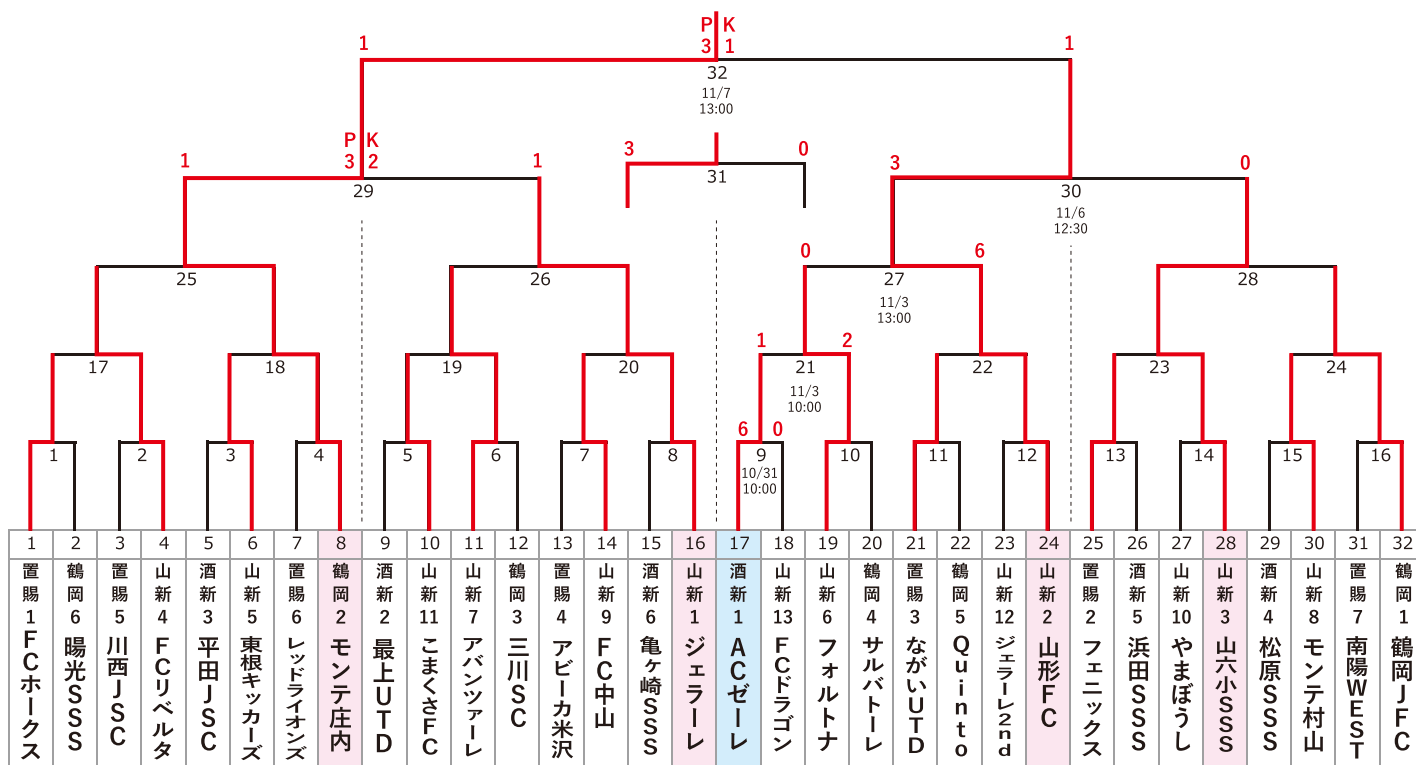 P K
1 3 1 1
32
11/7
13:00
P K
1 3 2 1 3 0 3 0
29 31 30
11/6
12:30
0 6
25 26 27 28
11/3
13:00
1 2
17 18 19 20 21 22 23 24
11/3
10:00
6 0
1 2 3 4 5 6 7 8 9 10 11 12 13 14 15 16
10/31
10:00
1 置賜1 FCホークス
2 鶴岡6 暘光SSS
3 置賜5 川西JSC
4 山新4 FCリベルタ
5 酒新3 平田JSC
6 山新5 東根キッカーズ
7 置賜6 レッドライオンズ
8 鶴岡2 モンテ庄内
9 酒新2 最上UTD
10 山新11 こまくさFC
11 山新7 アバンツァーレ
12 鶴岡3 三川SC
13 置賜4 アビーカ米沢
14 山新9 FC中山
15 酒新6 亀ヶ崎SSS
16 山新1 ジェラーレ
17 酒新1 ACゼーレ
18 山新13 FCドラゴン
19 山新6 フォルトナ
20 鶴岡4 サルバトーレ
21 置賜3 ながいUTD
22 鶴岡5 Quinto
23 山新12 ジェラーレ2nd
24 山新2 山形FC
25 置賜2 フェニックス
26 酒新5 浜田SSS
27 山新10 やまぼうし
28 山新3 山六小SSS
29 酒新4 松原SSS
30 山新8 モンテ村山
31 置賜7 南陽WEST
32 鶴岡1 鶴岡JFC